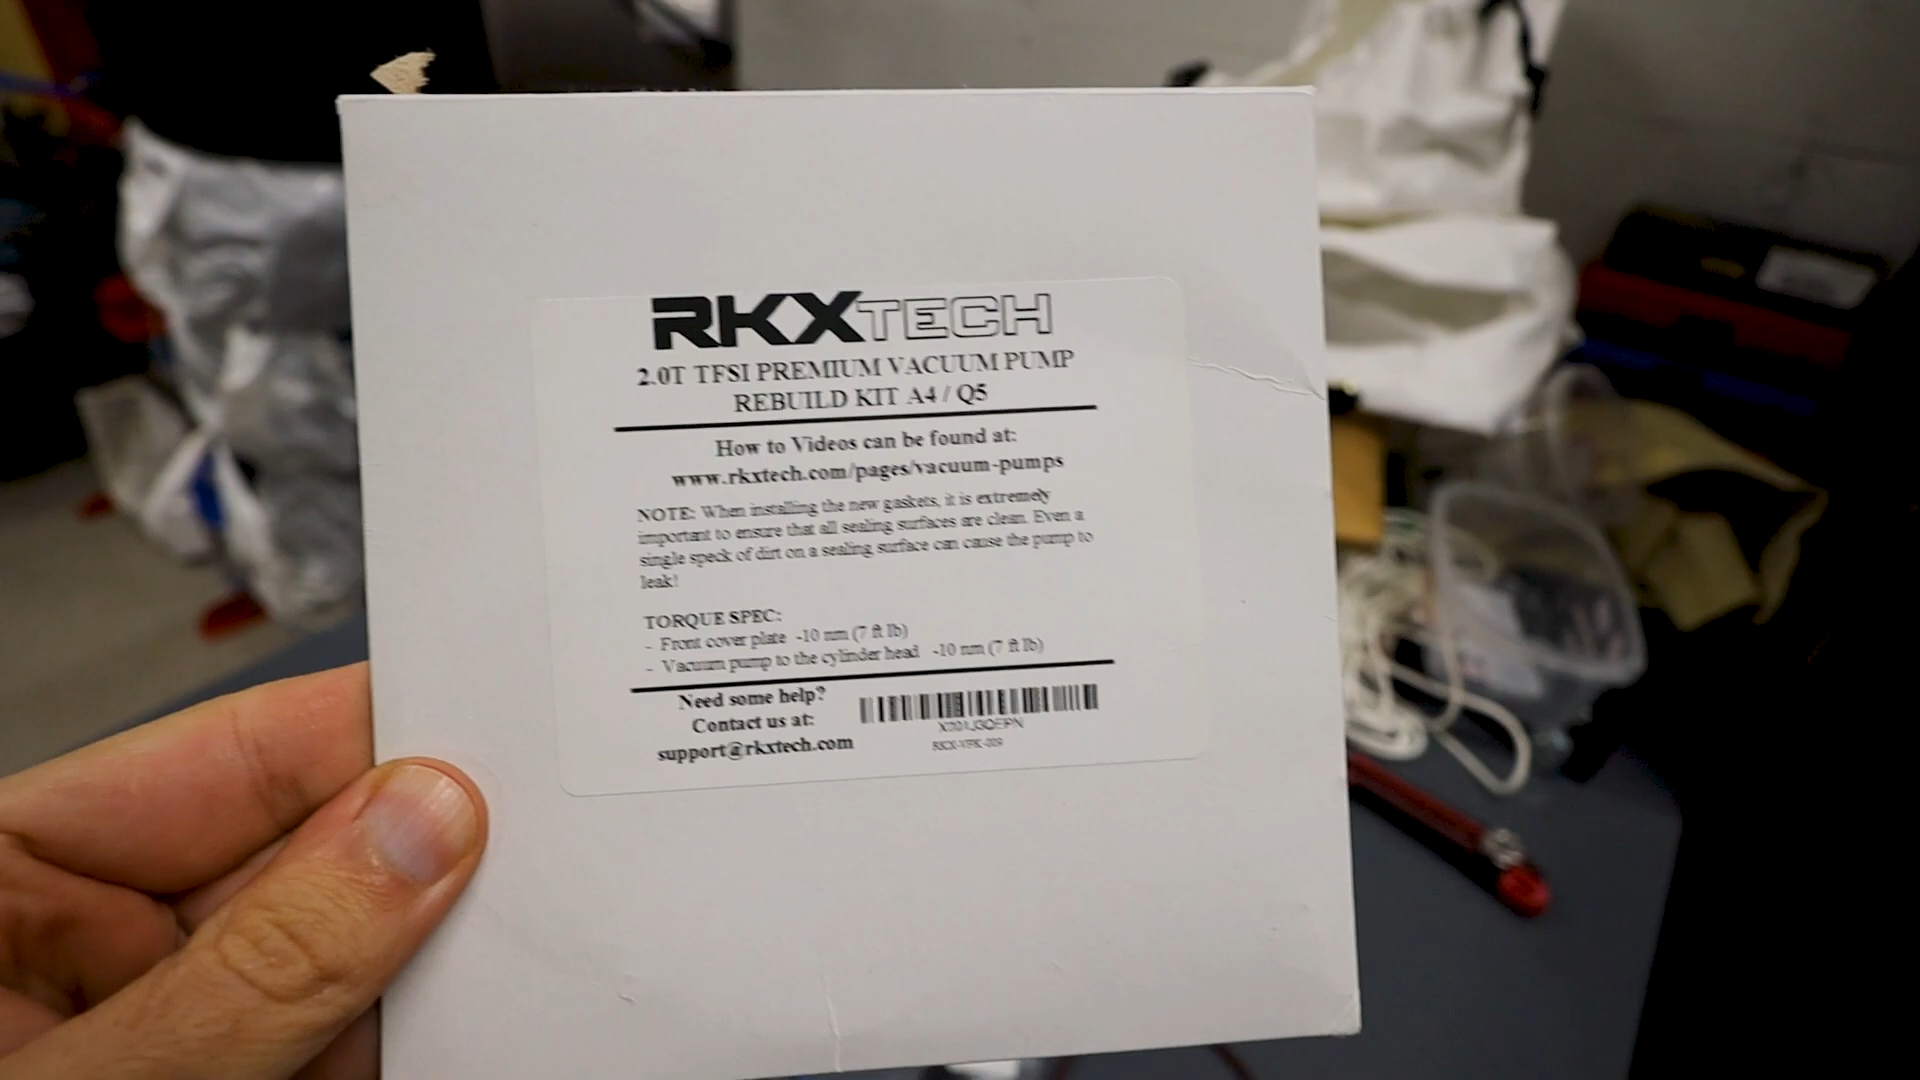 RKXTECH
2.0T TFSI PREMIUM VACUUM PUMP
REBUILD KIT A4 / Q5
How to Videos can be found at:
www.rkxtech.com/pages/vacuum-pumps
NOTE: When installing the new gaskets, it is extremely
important to ensure that all sealing surfaces are clean. Even a
single speck of dirt on a sealing surface can cause the pump to
leak!
TORQUE SPEC:
- Front cover plate -10 nm (7 ft lb)
- Vacuum pump to the cylinder head -10 nm (7 ft lb)
Need some help?
Contact us at:
support@rkxtech.com